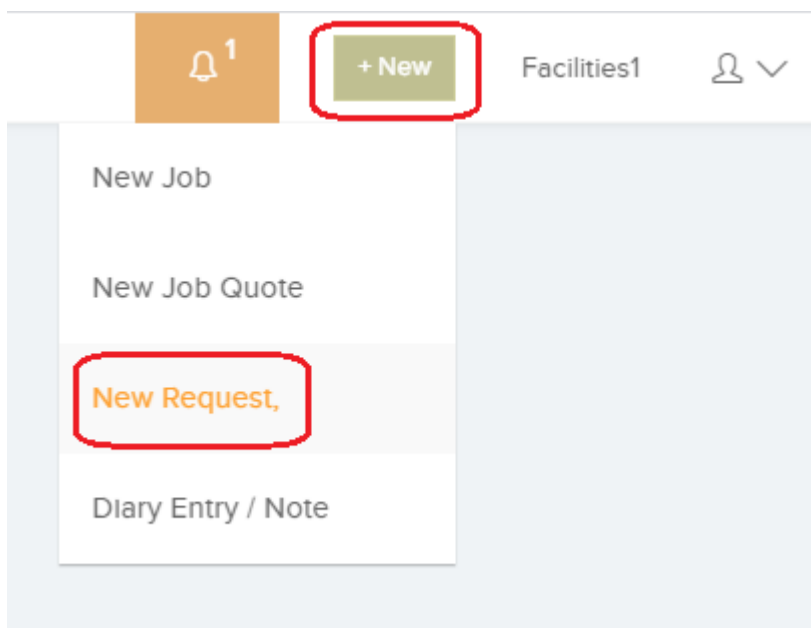 1
+ New
Facilities1
New Job
New Job Quote
New Request,
Diary Entry / Note